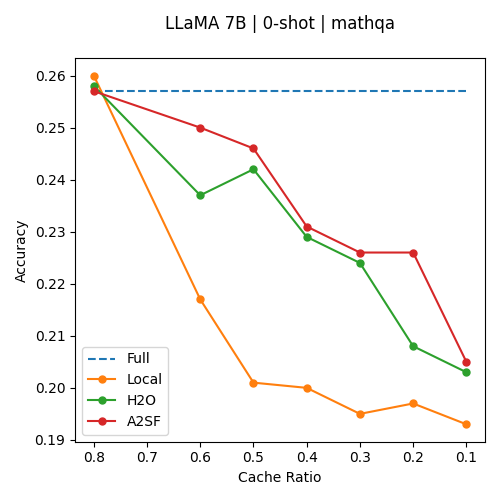 LLaMA 7B | 0-shot | mathqa
0.26
0.25
0.24
0.23
0.22
0.21
0.20
0.19
Accuracy
Full
Local
H2O
A2SF
0.8 0.7 0.6 0.5 0.4 0.3 0.2 0.1
Cache Ratio